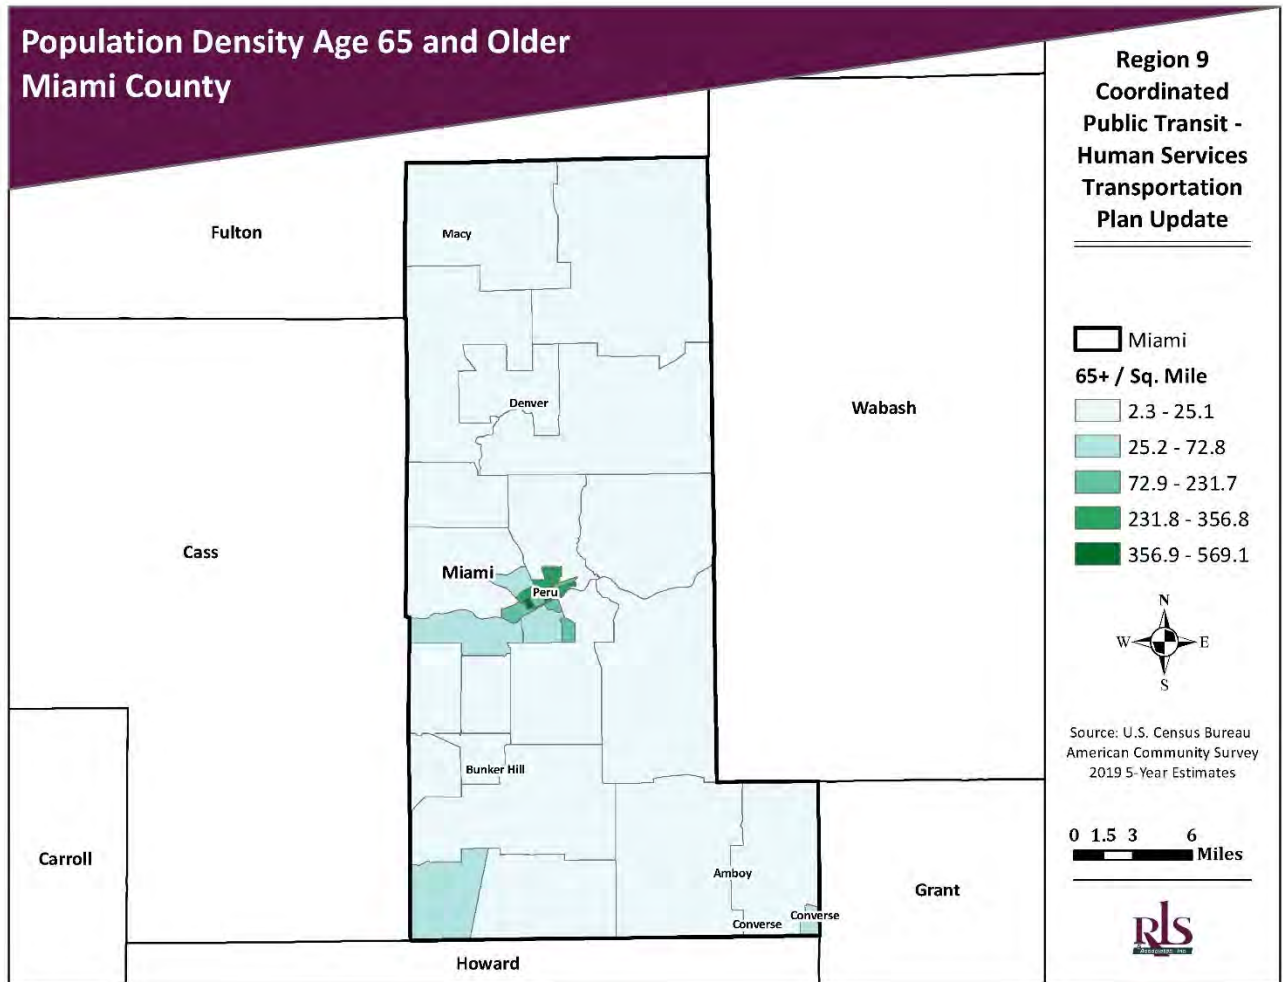 Population Density Age 65 and Older
Miami County
Region 9
Coordinated
Public Transit -
Human Services
Transportation
Plan Update
Fulton
Macy
Miami
65+ / Sq. Mile
2.3 - 25.1
25.2 - 72.8
72.9 - 231.7
231.8 - 356.8
356.9 - 569.1
Denver
Wabash
Cass
Miami
Peru
N
W
E
S
Source: U.S. Census Bureau
American Community Survey
2019 5-Year Estimates
Bunker Hill
0 1.5 3 6
Miles
Carroll
Amboy
Grant
Converse
Converse
Howard
RLS
& Associates, Inc.